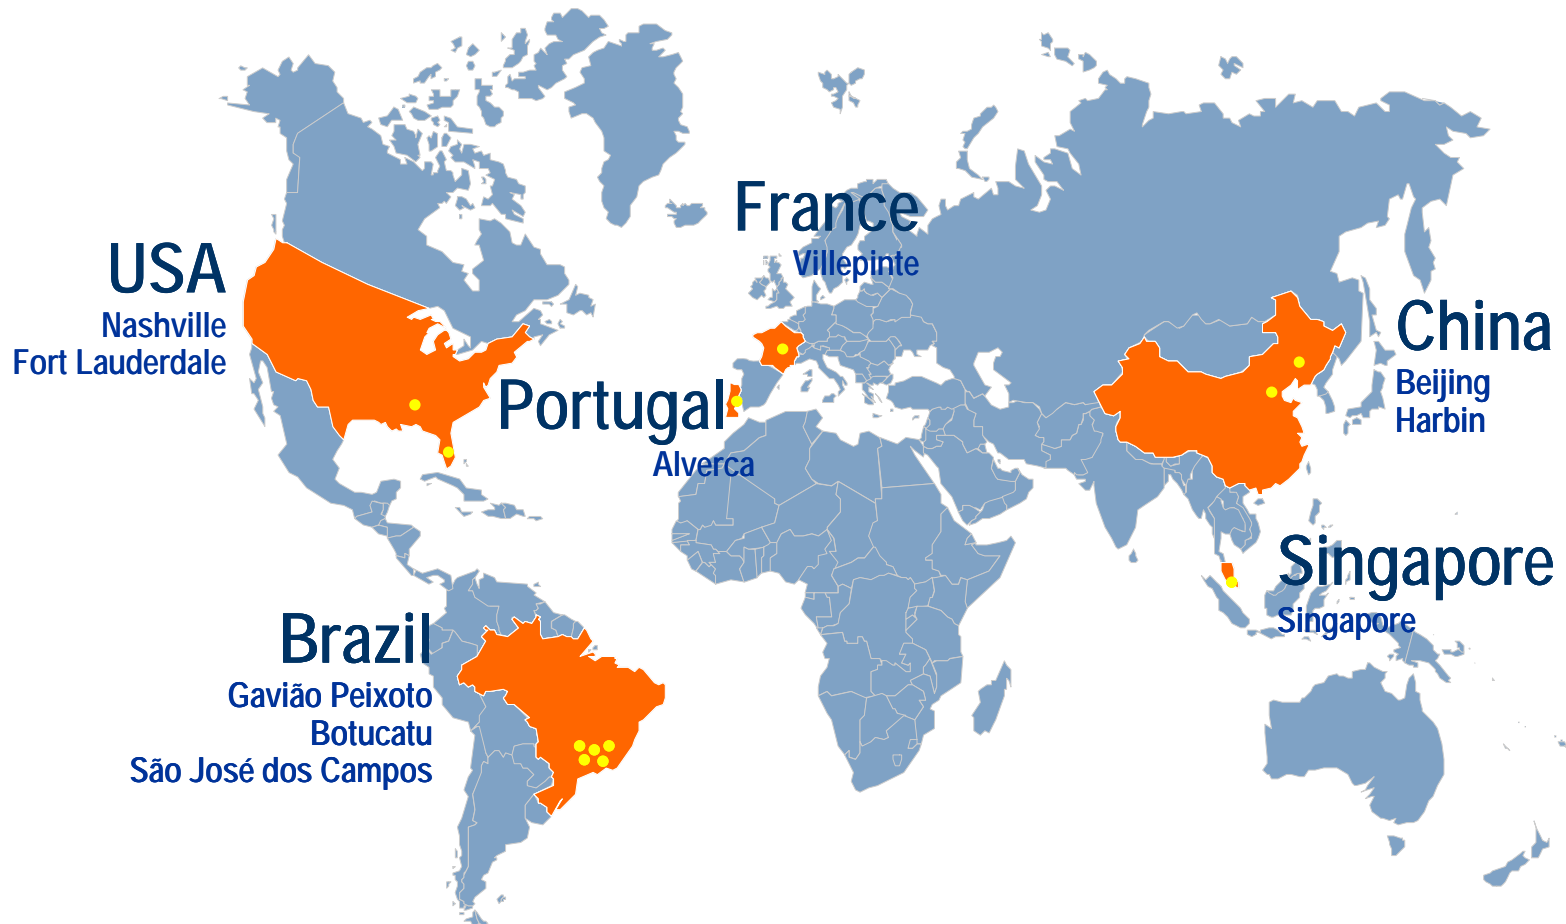 France
Villepinte
USA
Nashville
Fort Lauderdale
China
Beijing
Harbin
Portugal
Alverca
Singapore
Singapore
Brazil
Gavião Peixoto
Botucatu
São José dos Campos